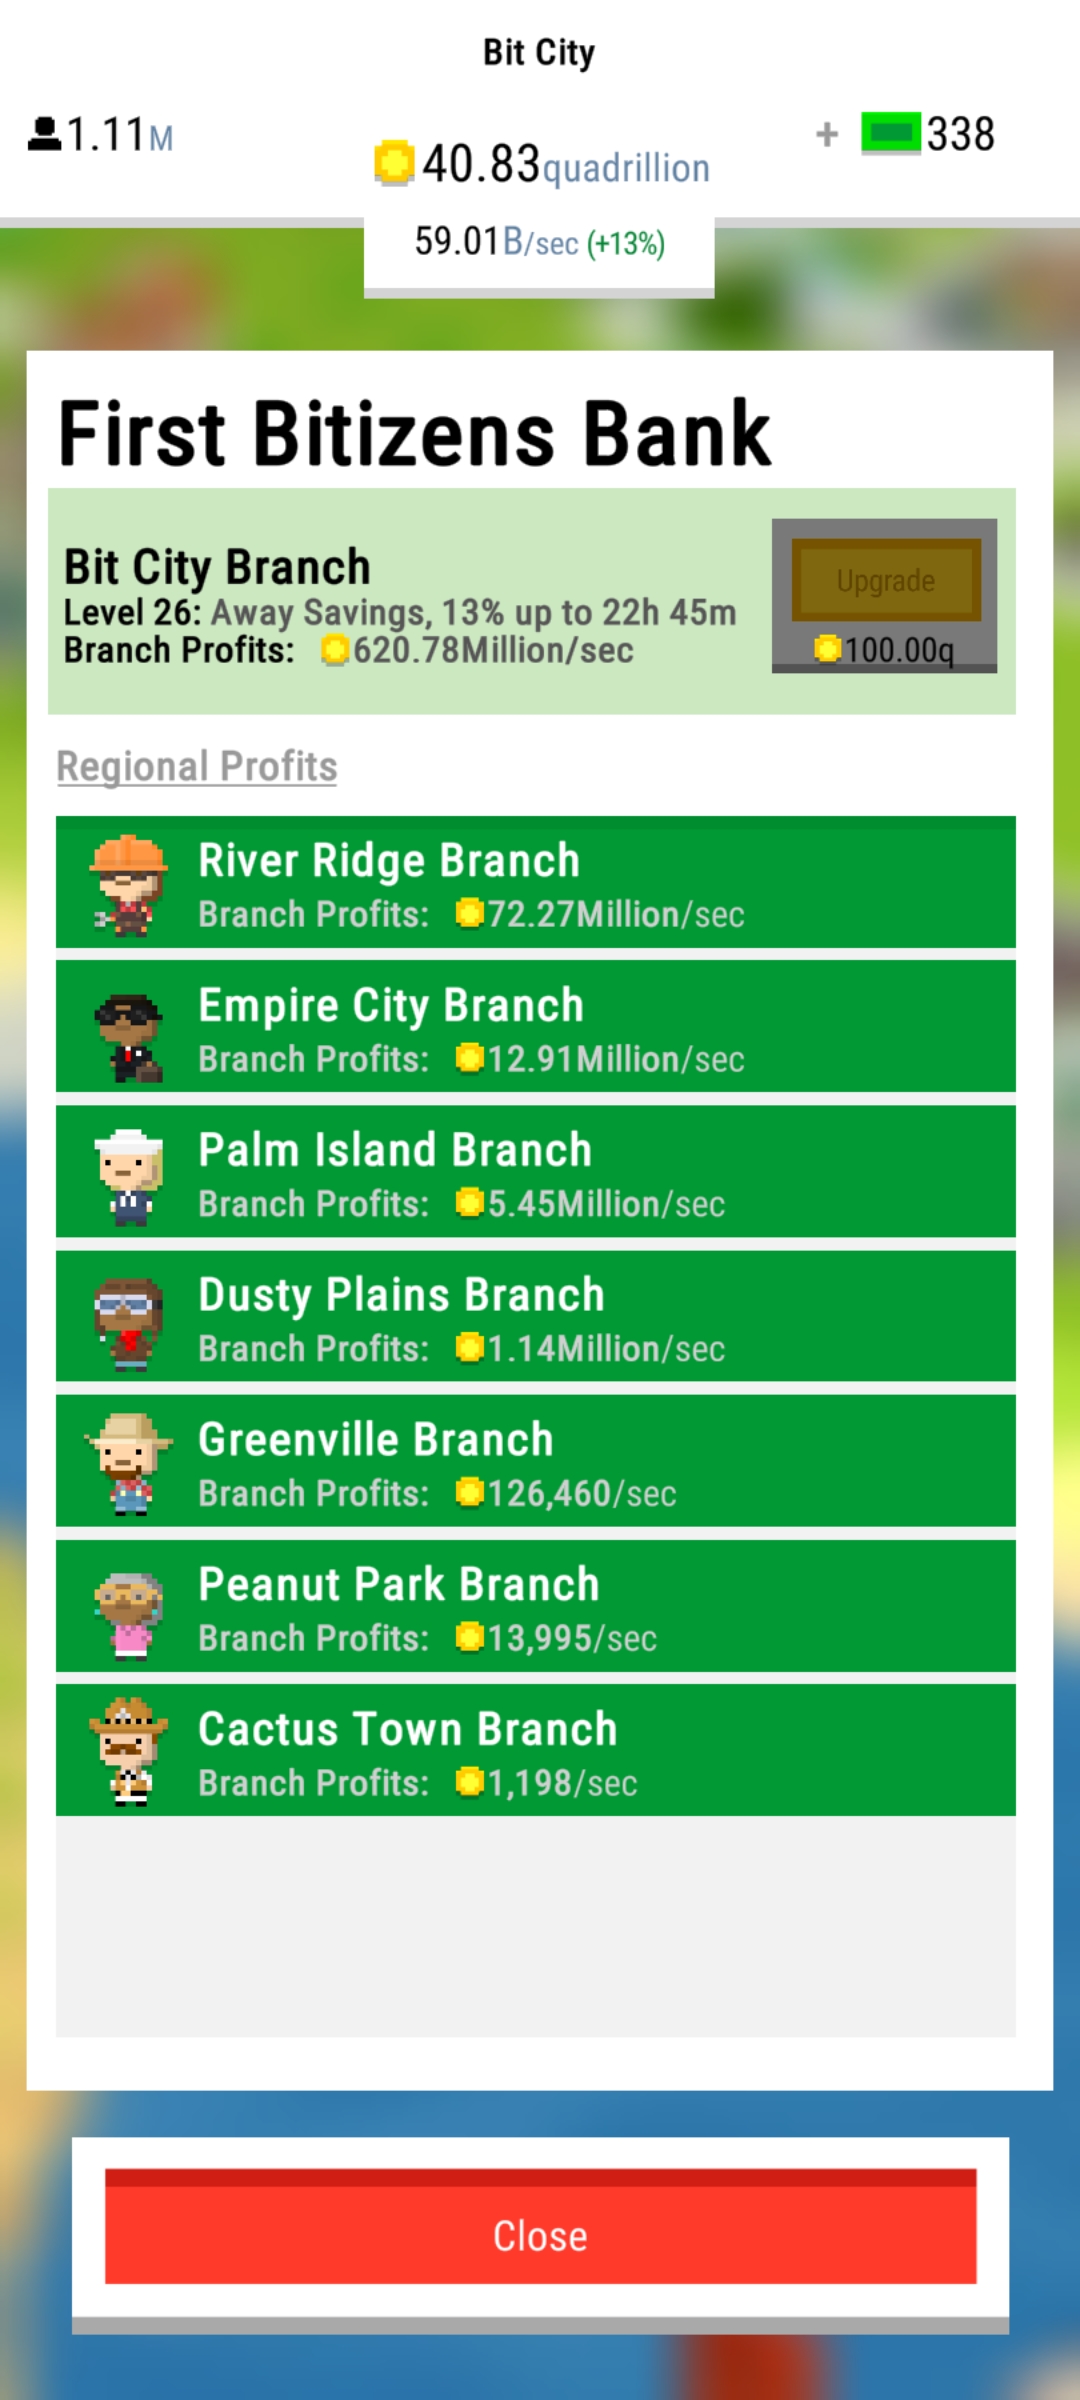 Bit City
1.11M
40.83quadrillion
+ 338
59.01B/sec (+13%)
First Bitizens Bank
Bit City Branch
Level 26: Away Savings, 13% up to 22h 45m
Branch Profits: 620.78Million/sec
Upgrade
100.00q
Regional Profits
River Ridge Branch
Branch Profits: 72.27Million/sec
Empire City Branch
Branch Profits: 12.91Million/sec
Palm Island Branch
Branch Profits: 5.45Million/sec
Dusty Plains Branch
Branch Profits: 1.14Million/sec
Greenville Branch
Branch Profits: 126,460/sec
Peanut Park Branch
Branch Profits: 13,995/sec
Cactus Town Branch
Branch Profits: 1,198/sec
Close